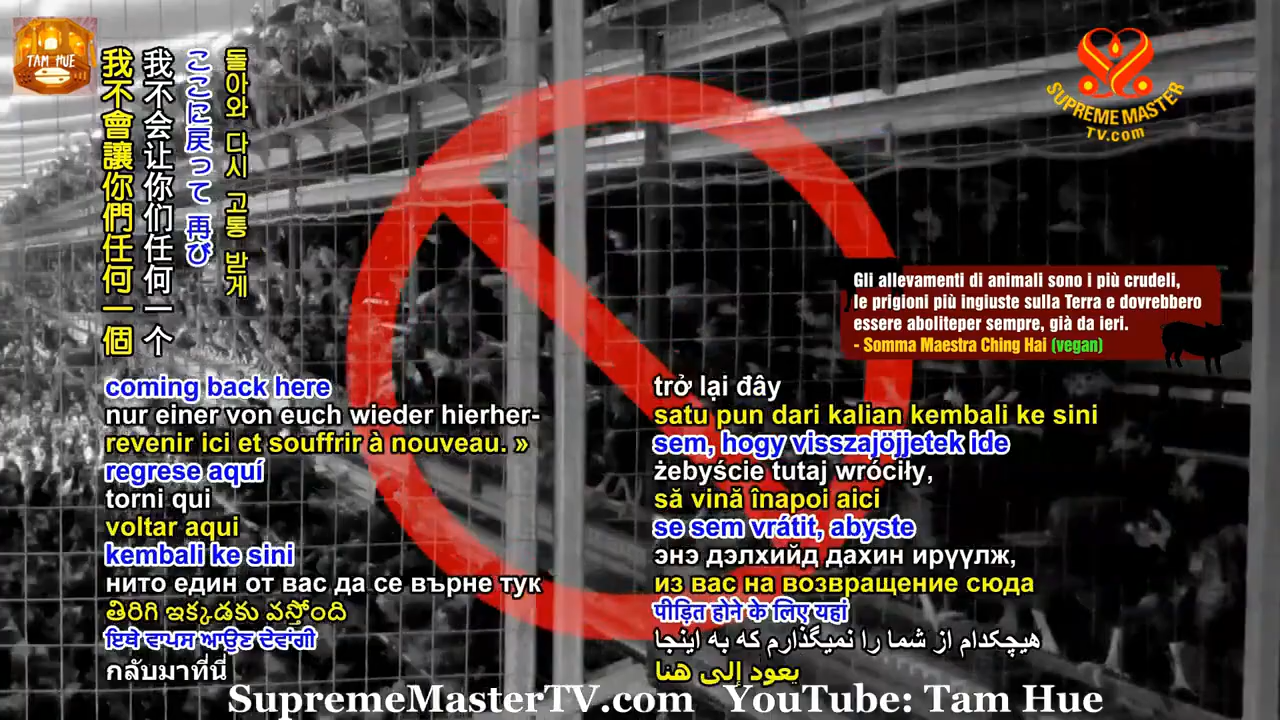 TAM HUE
我不會讓你們任何一個
我不会让你们任何一个
ここに戻って 再び
돌아와 다시 고통 받게
SUPREME MASTER
TV.com
Gli allevamenti di animali sono i più crudeli,
le prigioni più ingiuste sulla Terra e dovrebbero
essere aboliteper sempre, già da ieri.
- Somma Maestra Ching Hai (vegan)
coming back here
nur einer von euch wieder hierher-
revenir ici et souffrir à nouveau. »
regrese aquí
torni qui
voltar aqui
kembali ke sini
нито един от вас да се върне тук
తిరిగి ఇక్కడకు వస్తోంది
ਇਥੇ ਵਾਪਸ ਆਉਣ ਦੇਵਾਂਗੀ
กลับมาที่นี่
trở lại đây
satu pun dari kalian kembali ke sini
sem, hogy visszajöjjetek ide
żebyście tutaj wróciły,
să vină înapoi aici
se sem vrátit, abyste
энэ дэлхийд дахин ирүүлж,
из вас на возвращение сюда
पीड़ित होने के लिए यहां
هیچکدام از شما را نمیگذارم که به اینجا
يعود إلى هنا
SupremeMasterTV.com YouTube: Tam Hue